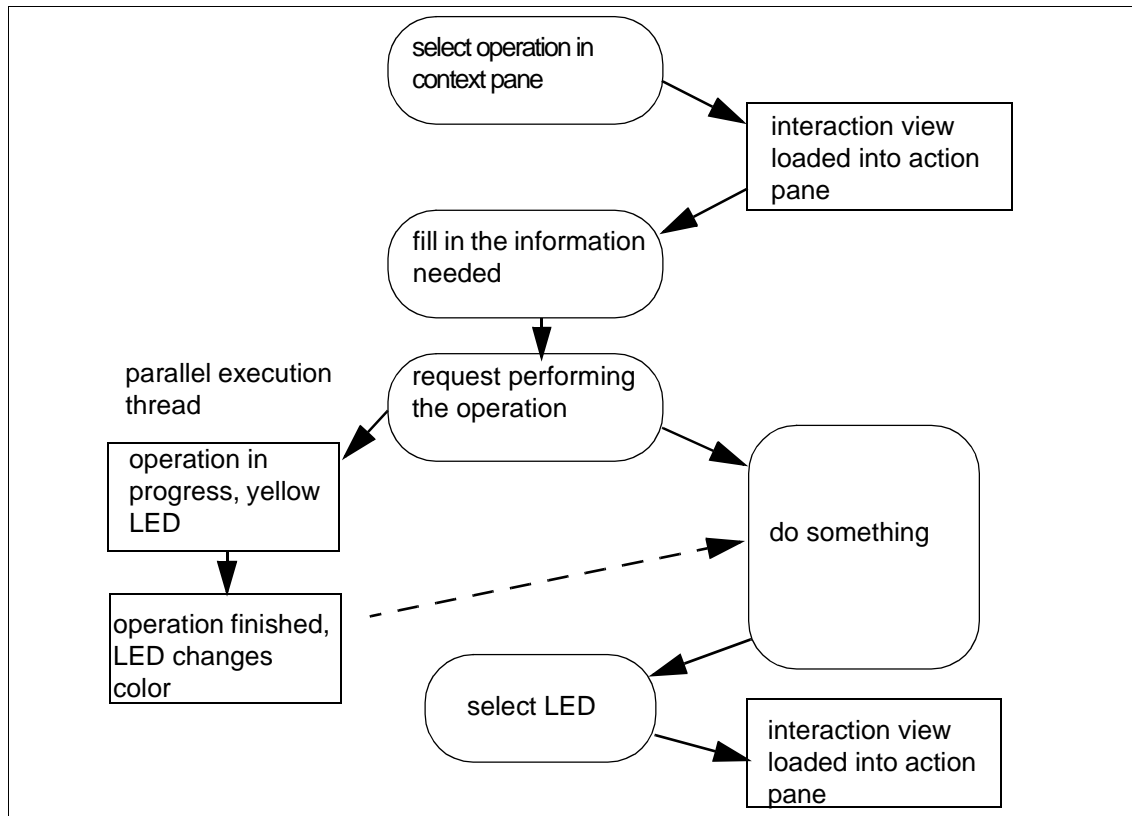 select operation in
context pane
interaction view
loaded into action
pane
fill in the information
needed
parallel execution
thread
request performing
the operation
operation in
progress, yellow
LED
do something
operation finished,
LED changes
color
select LED
interaction view
loaded into action
pane